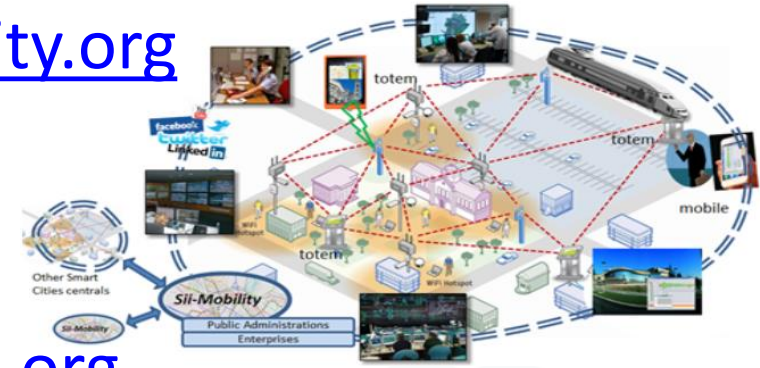 ity.org
totem
facebook
twitter
Linked in
totem
mobile
WiFi
Hotspot
totem
WiFi Hotspot
Other Smart
Cities centrals
Sii-Mobility
Sii-Mobility
Public Administrations
Enterprises
.org